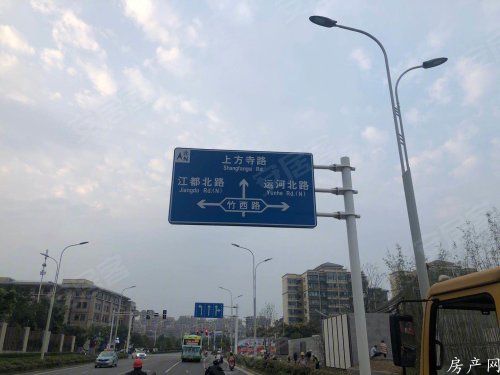 北
N
上方寺路
Shangfangsi Rd.
江都北路
Jiangdu Rd.(N)
运河北路
Yunhe Rd.(N)
竹西路
房产网